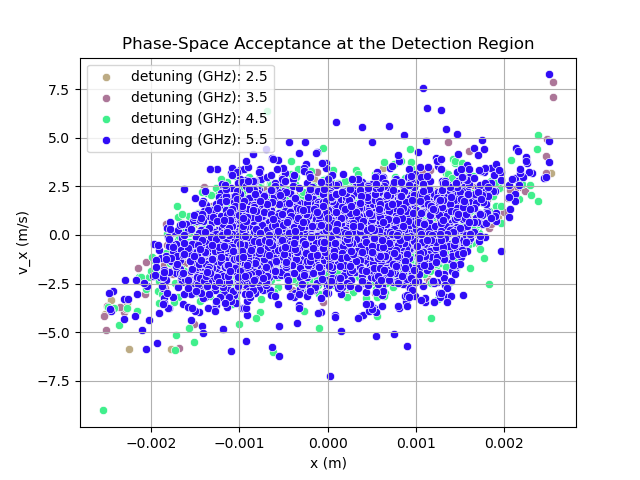 Phase-Space Acceptance at the Detection Region
detuning (GHz): 2.5
detuning (GHz): 3.5
detuning (GHz): 4.5
detuning (GHz): 5.5
7.5
5.0
2.5
0.0
−2.5
−5.0
−7.5
v_x (m/s)
−0.002
−0.001
0.000
0.001
0.002
x (m)